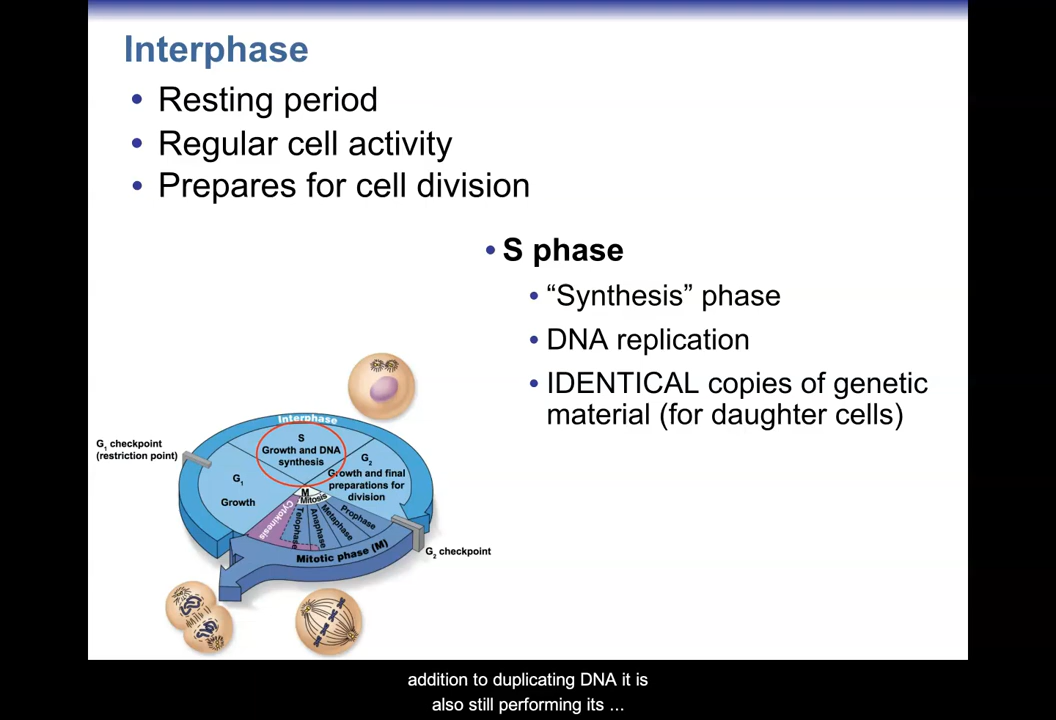 Interphase
• Resting period
• Regular cell activity
• Prepares for cell division
• S phase
• “Synthesis” phase
• DNA replication
• IDENTICAL copies of genetic
material (for daughter cells)
Interphase
G1 checkpoint
(restriction point)
S
Growth and DNA
synthesis
G2
Growth and final
preparations for
division
G1
Growth
M
Mitosis
Cytokinesis
Telophase
Anaphase
Metaphase
Prophase
Mitotic phase (M)
G2 checkpoint
addition to duplicating DNA it is
also still performing its ...